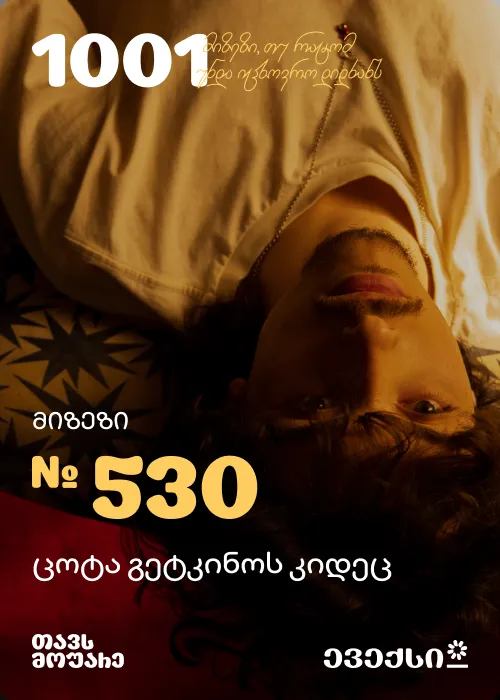 1001 მიზეზი, თუ რატომ
უნდა იცხოვრო დიდხანს
მიზეზი
№ 530
ცოტა გეტკინოს კიდეც
თავს
მოუარე
ევექსი